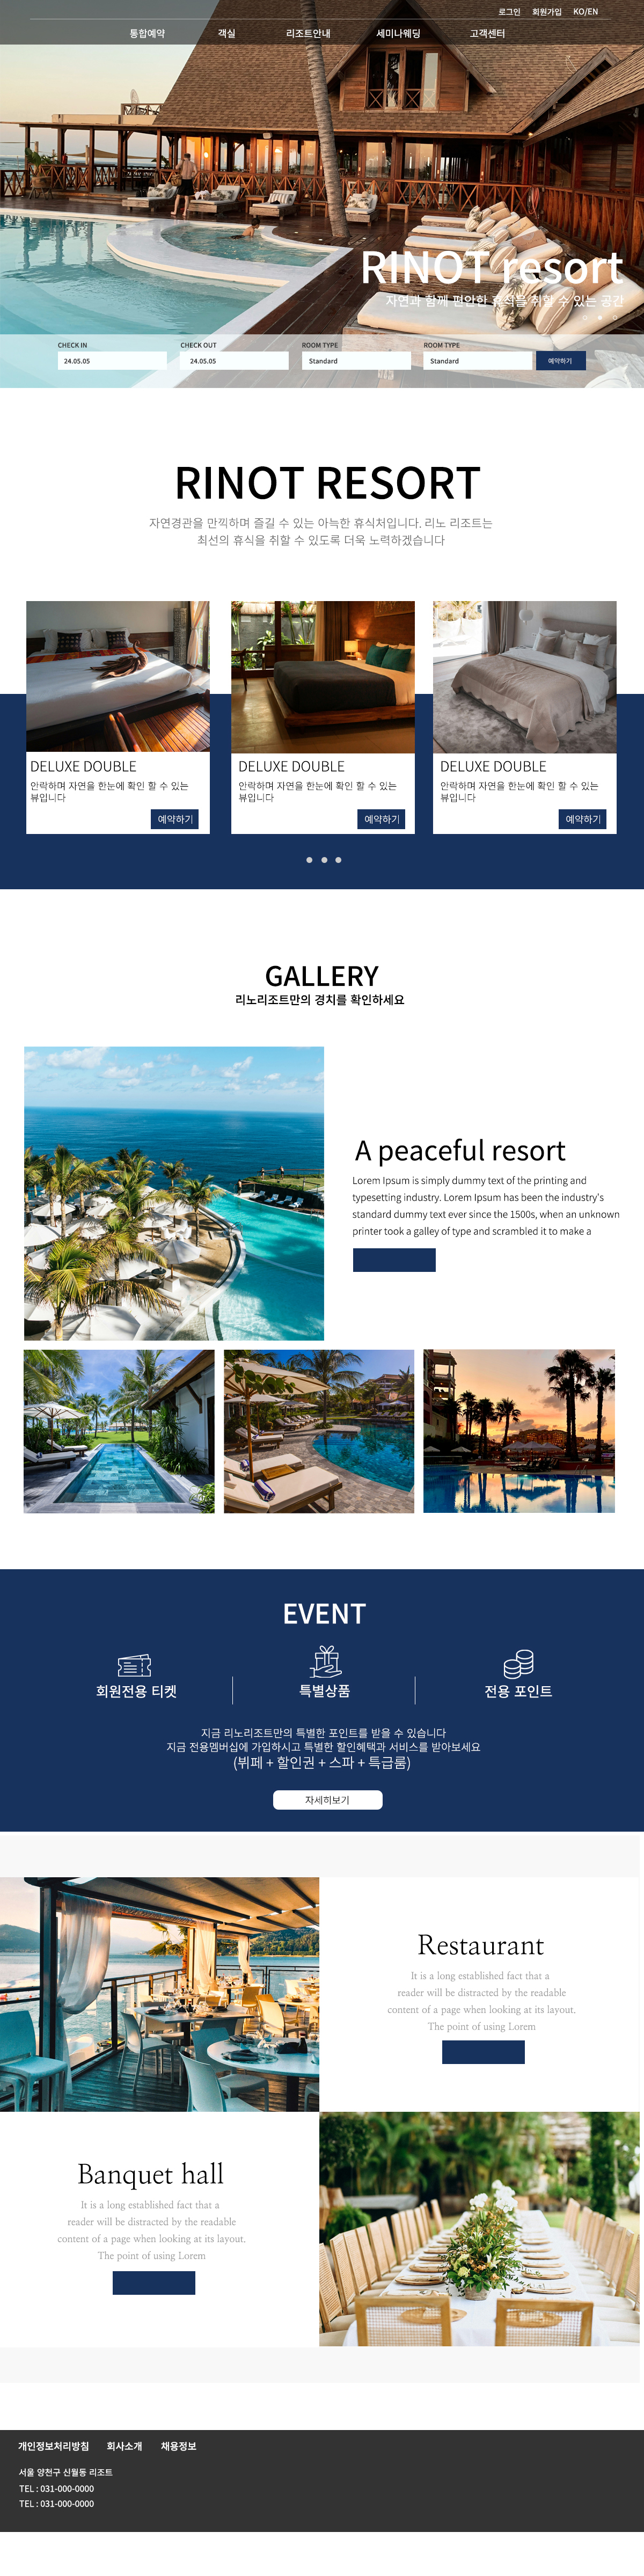 로그인 회원가입 KO/EN
통합예약 객실 리조트안내 세미나웨딩 고객센터
RINOT resort
자연과 함께 편안한 휴식을 취할 수 있는 공간
CHECK IN CHECK OUT ROOM TYPE ROOM TYPE
24.05.05 24.05.05 Standard Standard 예약하기
RINOT RESORT
자연경관을 만끽하며 즐길 수 있는 아늑한 휴식처입니다. 리노 리조트는
최선의 휴식을 취할 수 있도록 더욱 노력하겠습니다
DELUXE DOUBLE
안락하며 자연을 한눈에 확인 할 수 있는
뷰입니다
예약하기
DELUXE DOUBLE
안락하며 자연을 한눈에 확인 할 수 있는
뷰입니다
예약하기
DELUXE DOUBLE
안락하며 자연을 한눈에 확인 할 수 있는
뷰입니다
예약하기
GALLERY
리노리조트만의 경치를 확인하세요
A peaceful resort
Lorem Ipsum is simply dummy text of the printing and
typesetting industry. Lorem Ipsum has been the industry's
standard dummy text ever since the 1500s, when an unknown
printer took a galley of type and scrambled it to make a
EVENT
회원전용 티켓 특별상품 전용 포인트
지금 리노리조트만의 특별한 포인트를 받을 수 있습니다
지금 전용멤버십에 가입하시고 특별한 할인혜택과 서비스를 받아보세요
(뷔페 + 할인권 + 스파 + 특급룸)
자세히보기
Restaurant
It is a long established fact that a
reader will be distracted by the readable
content of a page when looking at its layout.
The point of using Lorem
Banquet hall
It is a long established fact that a
reader will be distracted by the readable
content of a page when looking at its layout.
The point of using Lorem
개인정보처리방침 회사소개 채용정보
서울 양천구 신월동 리조트
TEL : 031-000-0000
TEL : 031-000-0000